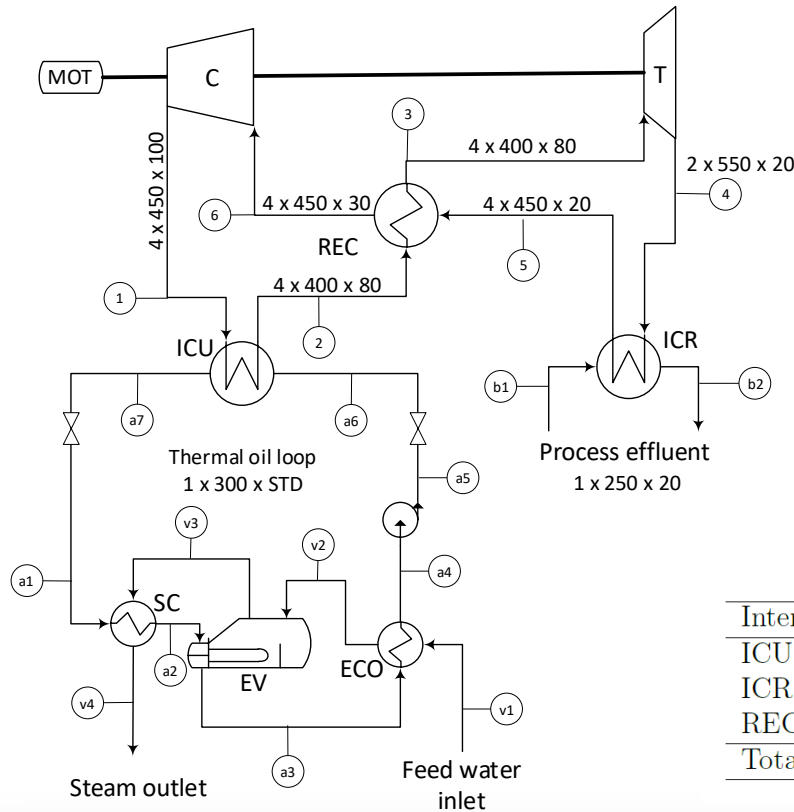 MOT
C
T
3
4 x 400 x 80
4 x 450 x 100
2 x 550 x 20
4
6
4 x 450 x 30
4 x 450 x 20
REC
5
4 x 400 x 80
1
2
ICU
ICR
b1
b2
a7
a6
Thermal oil loop
1 x 300 x STD
Process effluent
1 x 250 x 20
a5
v3
v2
a1
a4
SC
a2
EV
ECO
v4
a3
v1
Steam outlet
Feed water
inlet
ICU
ICR